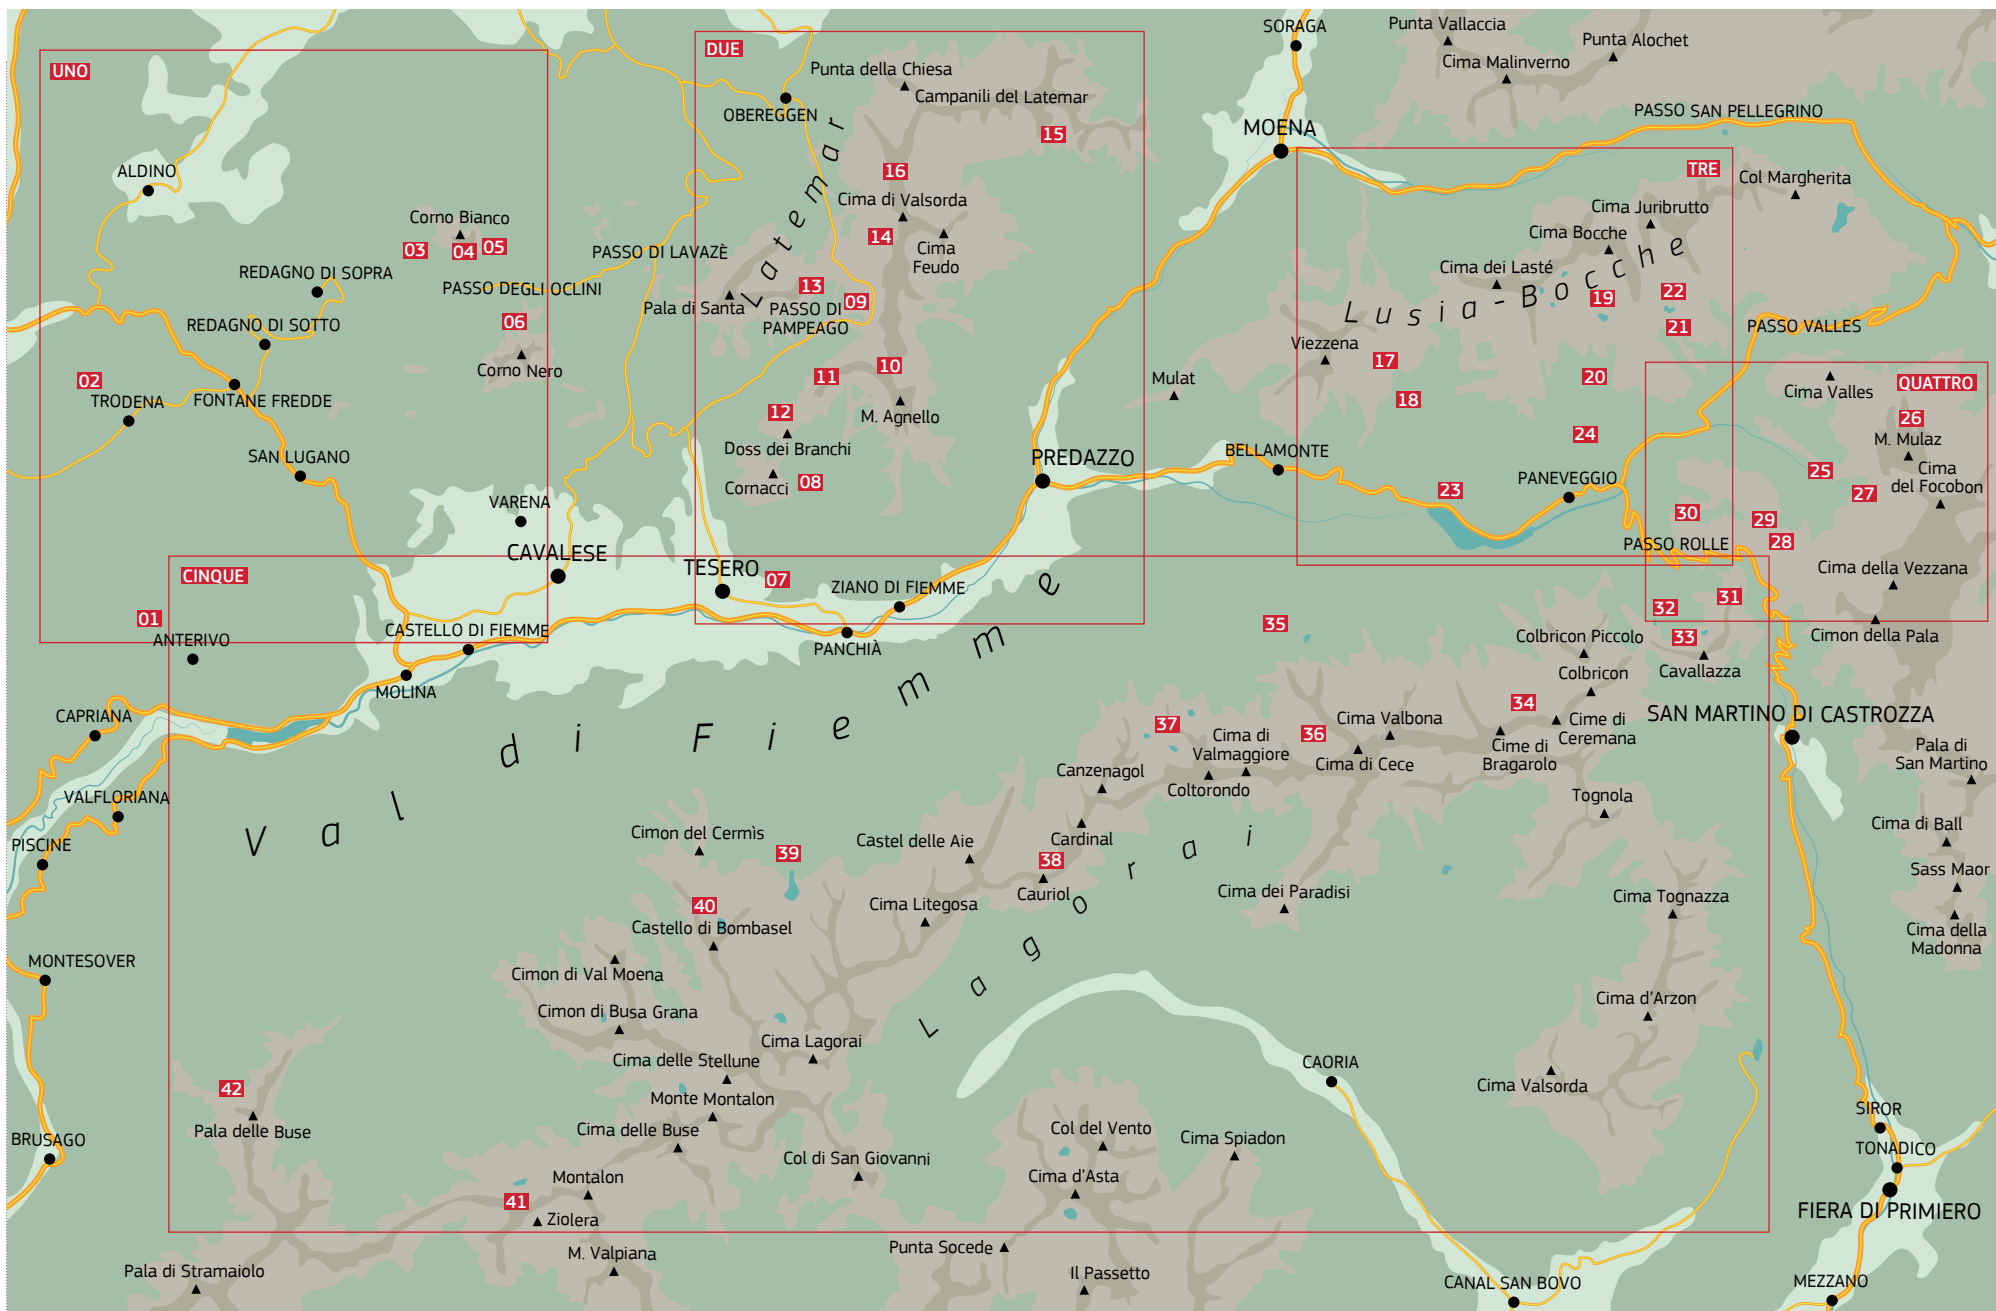 UNO
DUE
TRE
QUATTRO
CINQUE
SORAGA
Punta Vallaccia
Punta Alochet
Cima Malinverno
Punta della Chiesa
Campanili del Latemar
OBEREGGEN
15
MOENA
PASSO SAN PELLEGRINO
ALDINO
16
Cima di Valsorda
14
Cima
Feudo
Latemar
Col Margherita
Cima Juribrutto
Cima Bocche
Cima dei Lasté
Lusia-Bocche
Corno Bianco
03
04
05
REDAGNO DI SOPRA
PASSO DEGLI OCLINI
PASSO DI LAVAZÈ
Pala di Santa
13
PASSO DI
PAMPEAGO
09
19
22
21
PASSO VALLES
REDAGNO DI SOTTO
06
Corno Nero
Viezzena
17
18
20
24
02
TRODENA
FONTANE FREDDE
10
11
12
M. Agnello
Doss dei Branchi
Cornacci
08
Mulat
Cima Valles
26
M. Mulaz
Cima
del Focobon
25
27
SAN LUGANO
VARENA
CAVALESE
PREDAZZO
BELLAMONTE
23
PANEVEGGIO
30
29
28
PASSO ROLLE
TESERO
07
ZIANO DI FIEMME
PANCHIÀ
Cima della Vezzana
Cimon della Pala
01
ANTERIVO
CASTELLO DI FIEMME
MOLINA
Val di Fiemme
35
31
32
33
Cavallazza
Colbricon Piccolo
Colbricon
CAPRIANA
VALFLORIANA
PISCINE
37
Cima di
Valmaggiore
36
Cima Valbona
Cima di Cece
34
Cime di
Ceremana
Cime di
Bragarolo
SAN MARTINO DI CASTROZZA
Pala di
San Martino
Canzenagol
Coltorondo
Tognola
Cimon del Cermìs
39
Castel delle Aie
Cardinal
38
Cauriol
Cima dei Paradisi
Lagorai
Cima di Ball
Sass Maor
Cima della
Madonna
Cima Tognazza
40
Castello di Bombasel
Cima Litegosa
MONTESOVER
Cimon di Val Moena
Cimon di Busa Grana
Cima d'Arzon
Cima Lagorai
Cima delle Stellune
Monte Montalon
Cima delle Buse
CAORIA
Cima Valsorda
42
Pala delle Buse
BRUSAGO
Col di San Giovanni
Col del Vento
Cima Spiadon
Cima d'Asta
SIROR
TONADICO
FIERA DI PRIMIERO
Montalon
41
Ziolera
M. Valpiana
Punta Socede
Il Passetto
Pala di Stramaiolo
CANAL SAN BOVO
MEZZANO